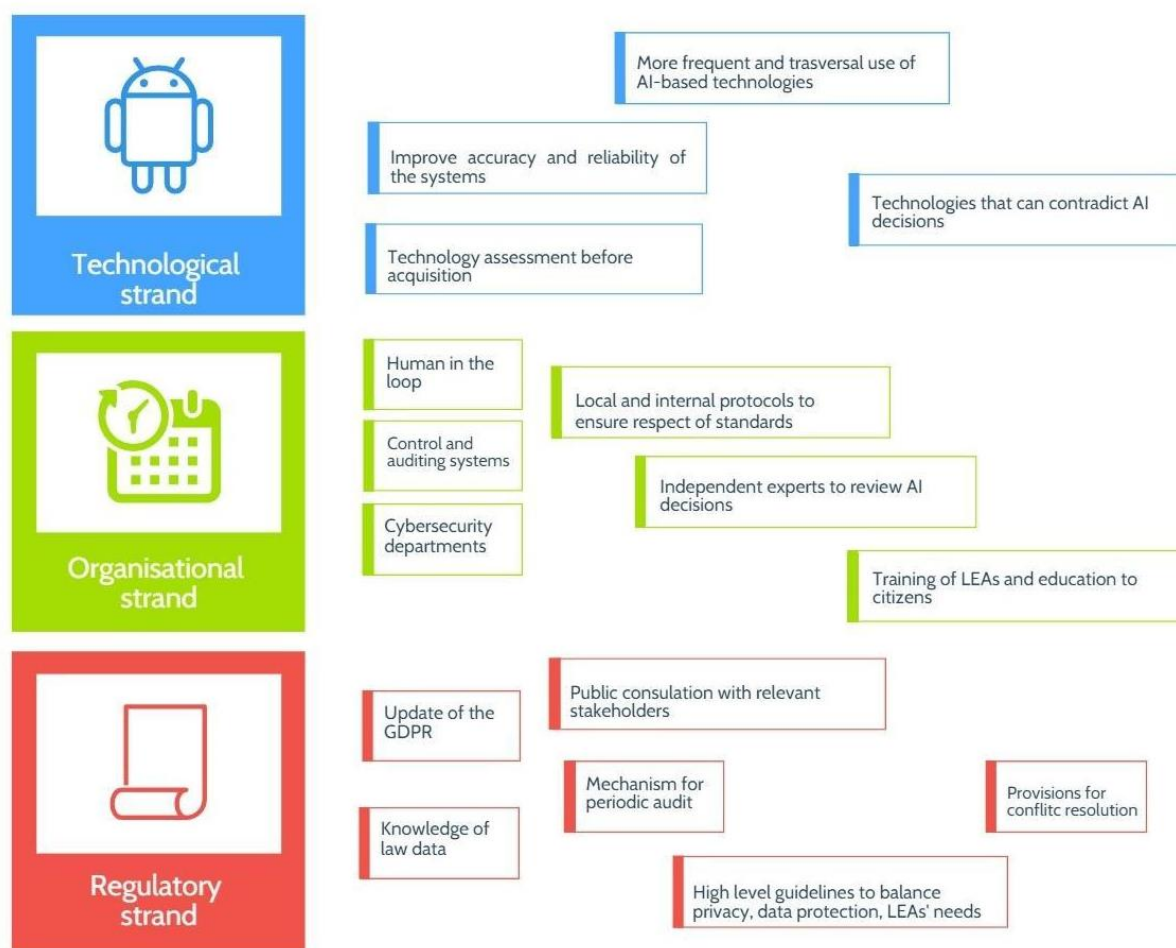 Technological
strand
More frequent and trasversal use of
AI-based technologies
Improve accuracy and reliability of
the systems
Technologies that can contradict AI
decisions
Technology assessment before
acquisition
Organisational
strand
Human in the
loop
Local and internal protocols to
ensure respect of standards
Control and
auditing systems
Independent experts to review AI
decisions
Cybersecurity
departments
Training of LEAs and education to
citizens
Regulatory
strand
Public consulation with relevant
stakeholders
Update of the
GDPR
Mechanism for
periodic audit
Provisions for
conflitc resolution
Knowledge of
law data
High level guidelines to balance
privacy, data protection, LEAs' needs